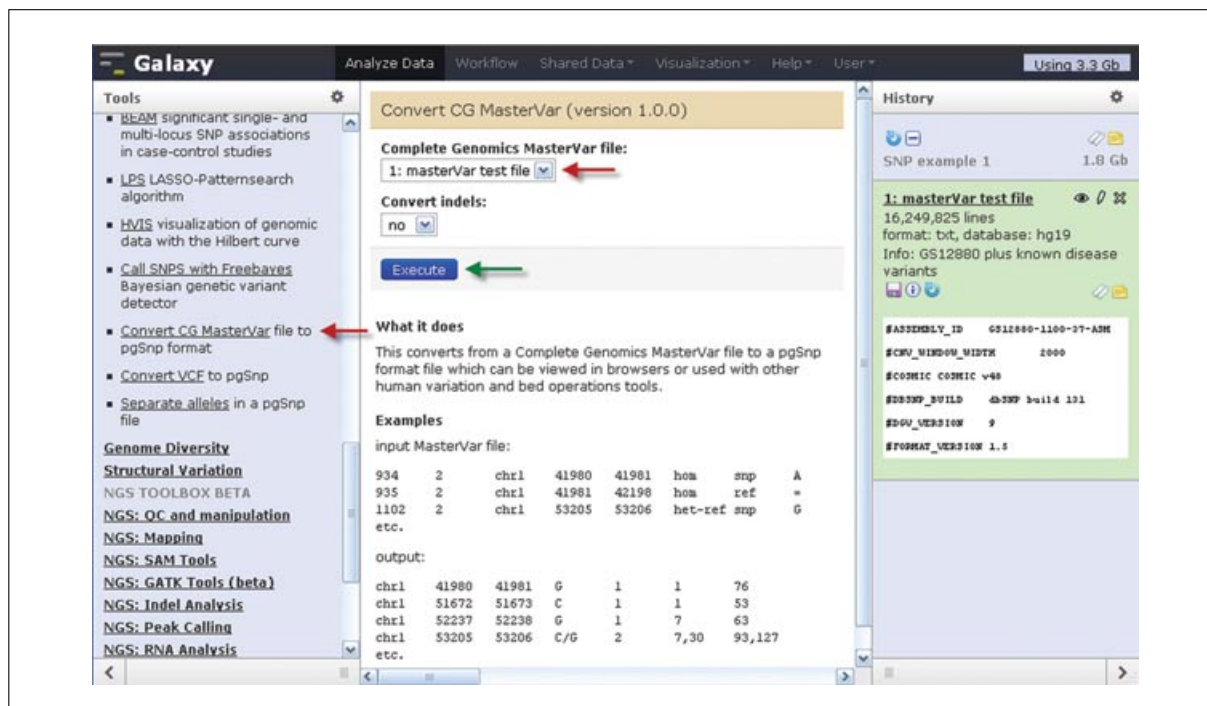 Galaxy
Analyze Data Workflow Shared Data Visualization Help User Using 3.3 Gb
Tools
BEAM significant single- and
multi-locus SNP associations
in case-control studies
LPS LASSO-Patternsearch
algorithm
HVIS visualization of genomic
data with the Hilbert curve
Call SNPS with Freebayes
Bayesian genetic variant
detector
Convert CG MasterVar file to
pgSnp format
Convert VCF to pgSnp
Separate alleles in a pgSnp
file
Genome Diversity
Structural Variation
NGS TOOLBOX BETA
NGS: QC and manipulation
NGS: Mapping
NGS: SAM Tools
NGS: GATK Tools (beta)
NGS: Indel Analysis
NGS: Peak Calling
NGS: RNA Analysis
Convert CG MasterVar (version 1.0.0)
Complete Genomics MasterVar file:
1: masterVar test file
Convert indels:
no
Execute
What it does
This converts from a Complete Genomics MasterVar file to a pgSnp
format file which can be viewed in browsers or used with other
human variation and bed operations tools.
Examples
input MasterVar file:
934 2 chr1 41980 41981 hom snp A
935 2 chr1 41981 42198 hom ref =
1102 2 chr1 53205 53206 het-ref snp G
etc.
output:
chr1 41980 41981 G 1 1 76
chr1 51672 51673 C 1 1 53
chr1 52237 52238 G 1 7 63
chr1 53205 53206 C/G 2 7,30 93,127
etc.
History
SNP example 1 1.8 Gb
1: masterVar test file
16,249,825 lines
format: txt, database: hg19
Info: GS12880 plus known disease
variants
#ASSEMBLY_ID GS12880-1100-37-ASM
#CNV_WINDOW_WIDTH 2000
#COSMIC COSMIC v48
#DBSNP_BUILD dbSNP build 131
#DGV_VERSION 9
#FORMAT_VERSION 1.5